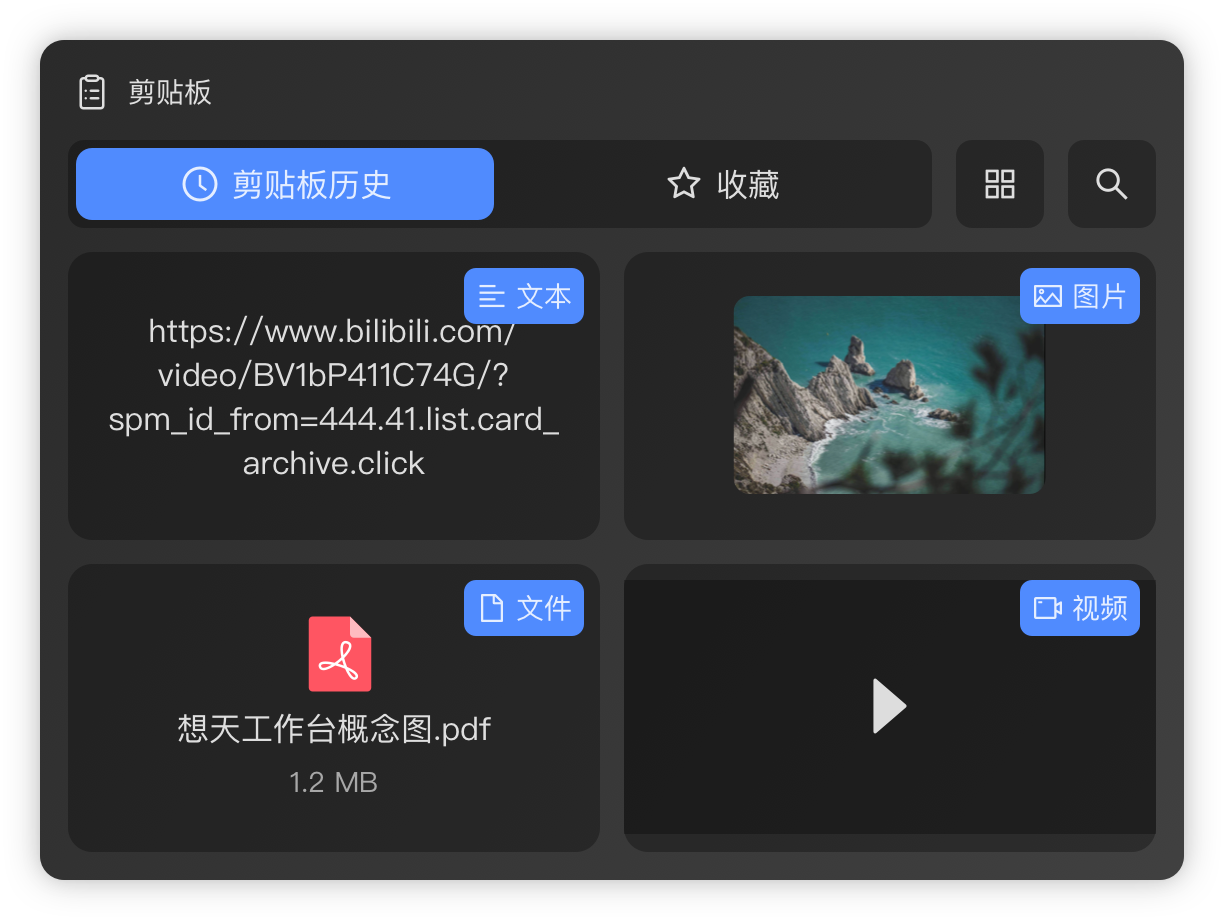 剪贴板
剪贴板历史
收藏
文本
https://www.bilibili.com/
video/BV1bP411C74G/?
spm_id_from=444.41.list.card_
archive.click
图片
文件
想天工作台概念图.pdf
1.2 MB
视频